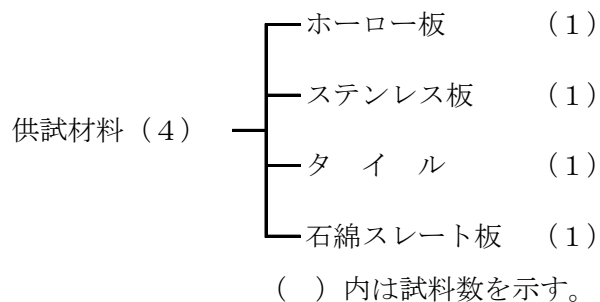 ホーロー板　（１）
ステンレス板　（１）
供試材料（４）
タ　イ　ル　（１）
石綿スレート板　（１）
（　）内は試料数を示す。